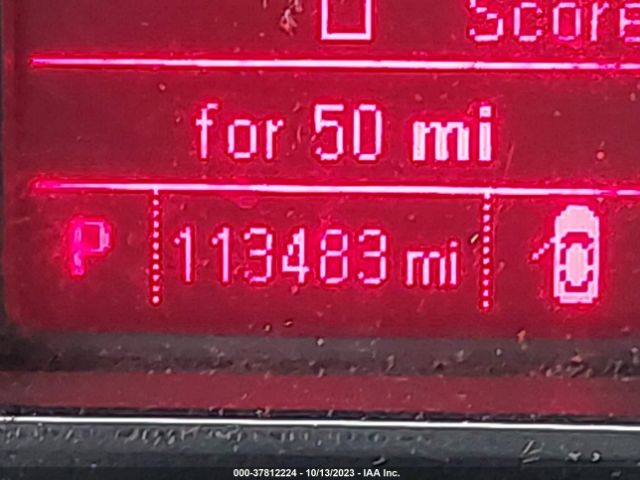 Score
for 50 mi
P 113483 mi
000-37812224 - 10/13/2023 - IAA Inc.